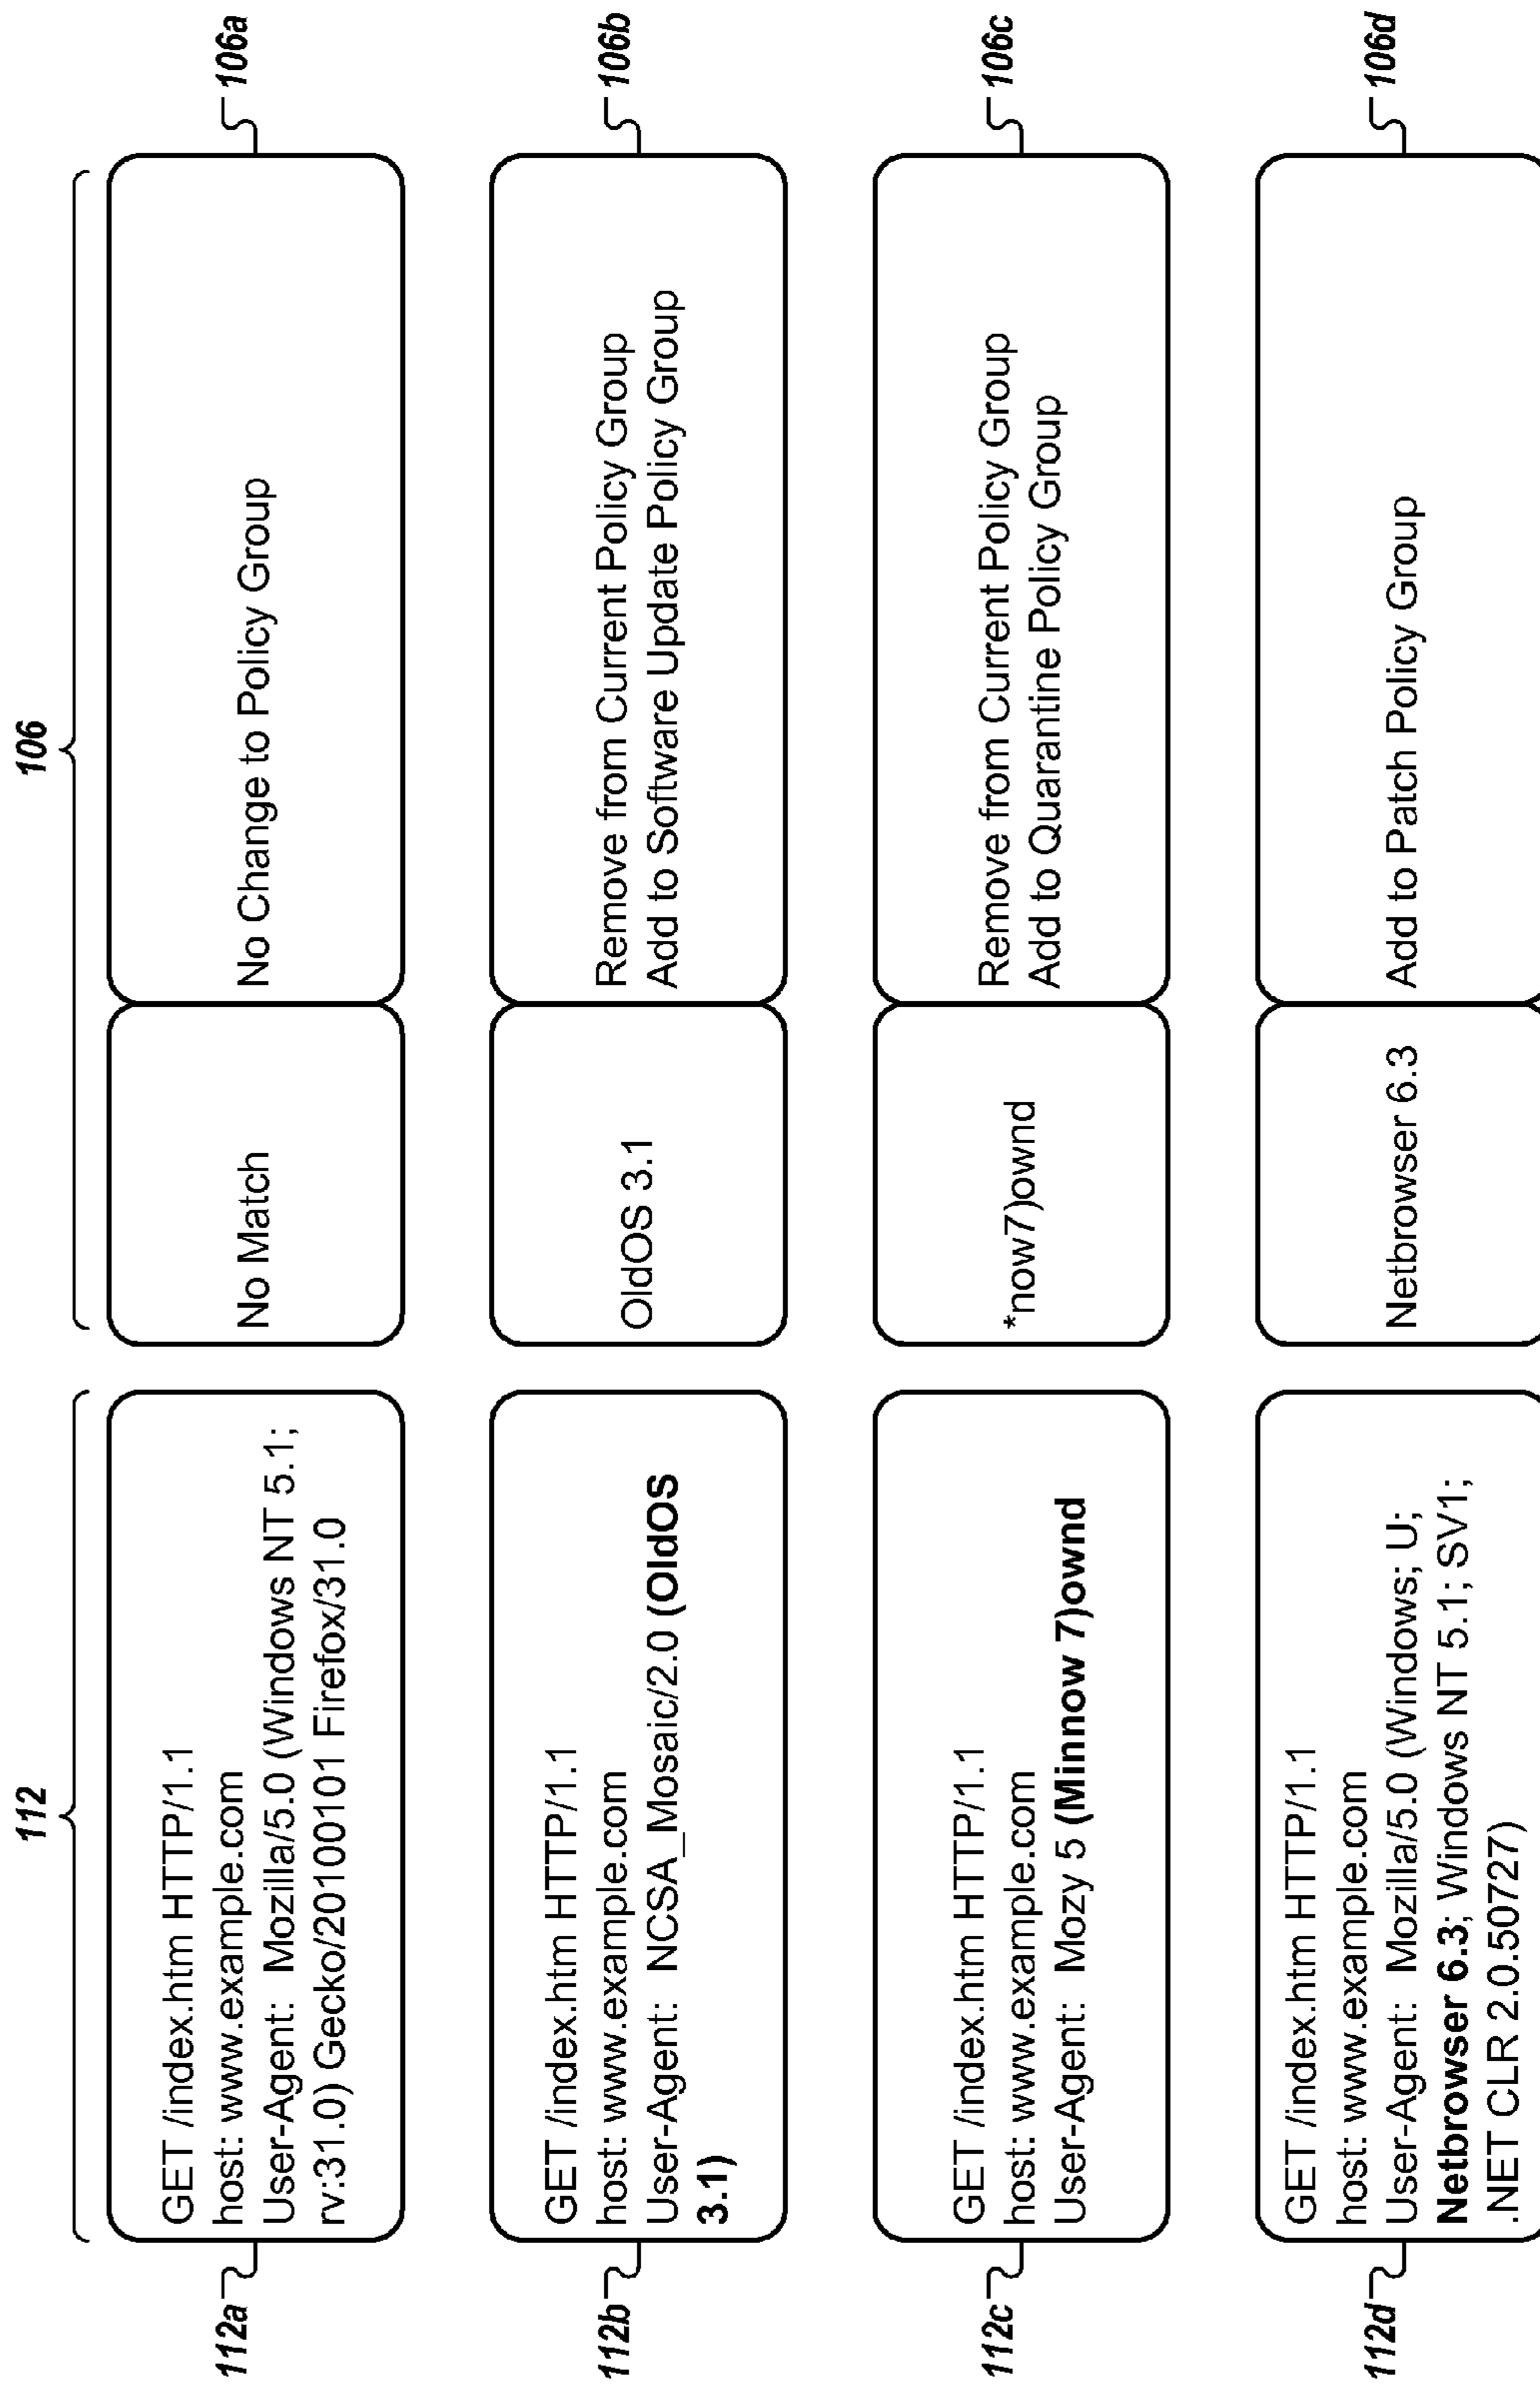 112
106
112a
GET /index.htm HTTP/1.1
host: www.example.com
User-Agent: Mozilla/5.0 (Windows NT 5.1;
rv:31.0) Gecko/20100101 Firefox/31.0
No Match
No Change to Policy Group
106a
112b
GET /index.htm HTTP/1.1
host: www.example.com
User-Agent: NCSA_Mosaic/2.0 (OldOS
3.1)
OldOS 3.1
Remove from Current Policy Group
Add to Software Update Policy Group
106b
112c
GET /index.htm HTTP/1.1
host: www.example.com
User-Agent: Mozy 5 (Minnow 7)ownd
*now7)ownd
Remove from Current Policy Group
Add to Quarantine Policy Group
106c
112d
GET /index.htm HTTP/1.1
host: www.example.com
User-Agent: Mozilla/5.0 (Windows; U;
Netbrowser 6.3; Windows NT 5.1; SV1;
.NET CLR 2.0.50727)
Netbrowser 6.3
Add to Patch Policy Group
106d